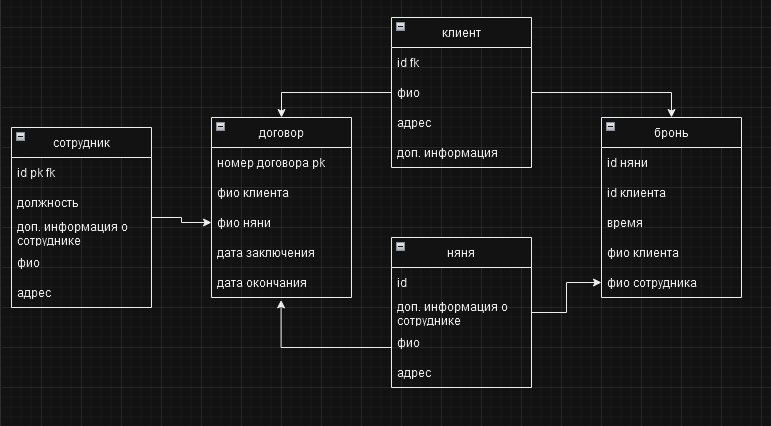 клиент
id fk
фио
адрес
доп. информация
сотрудник
id pk fk
должность
доп. информация о
сотруднике
фио
адрес
договор
номер договора pk
фио клиента
фио няни
дата заключения
дата окончания
няня
id
доп. информация о
сотруднике
фио
адрес
бронь
id няни
id клиента
время
фио клиента
фио сотрудника